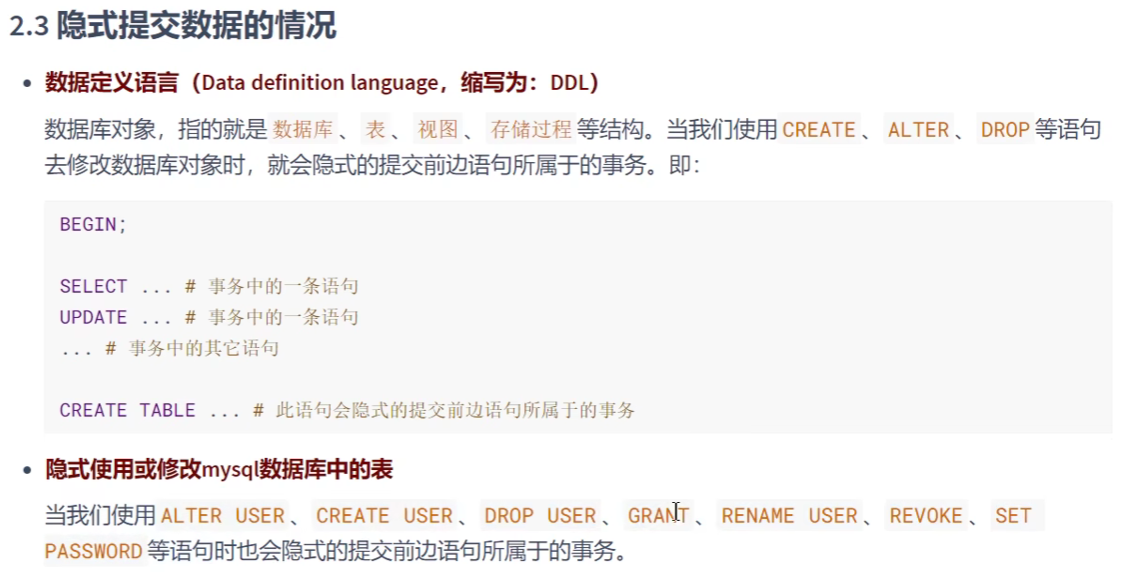 2.3 隐式提交数据的情况
• 数据定义语言（Data definition language，缩写为：DDL）
数据库对象，指的就是 数据库 、 表 、 视图 、 存储过程 等结构。当我们使用 CREATE 、 ALTER 、 DROP 等语句
去修改数据库对象时，就会隐式的提交前边语句所属于的事务。即：
BEGIN;
SELECT ... # 事务中的一条语句
UPDATE ... # 事务中的一条语句
... # 事务中的其它语句
CREATE TABLE ... # 此语句会隐式的提交前边语句所属于的事务
• 隐式使用或修改mysql数据库中的表
当我们使用 ALTER USER 、 CREATE USER 、 DROP USER 、 GRANT 、 RENAME USER 、 REVOKE 、 SET
PASSWORD 等语句时也会隐式的提交前边语句所属于的事务。